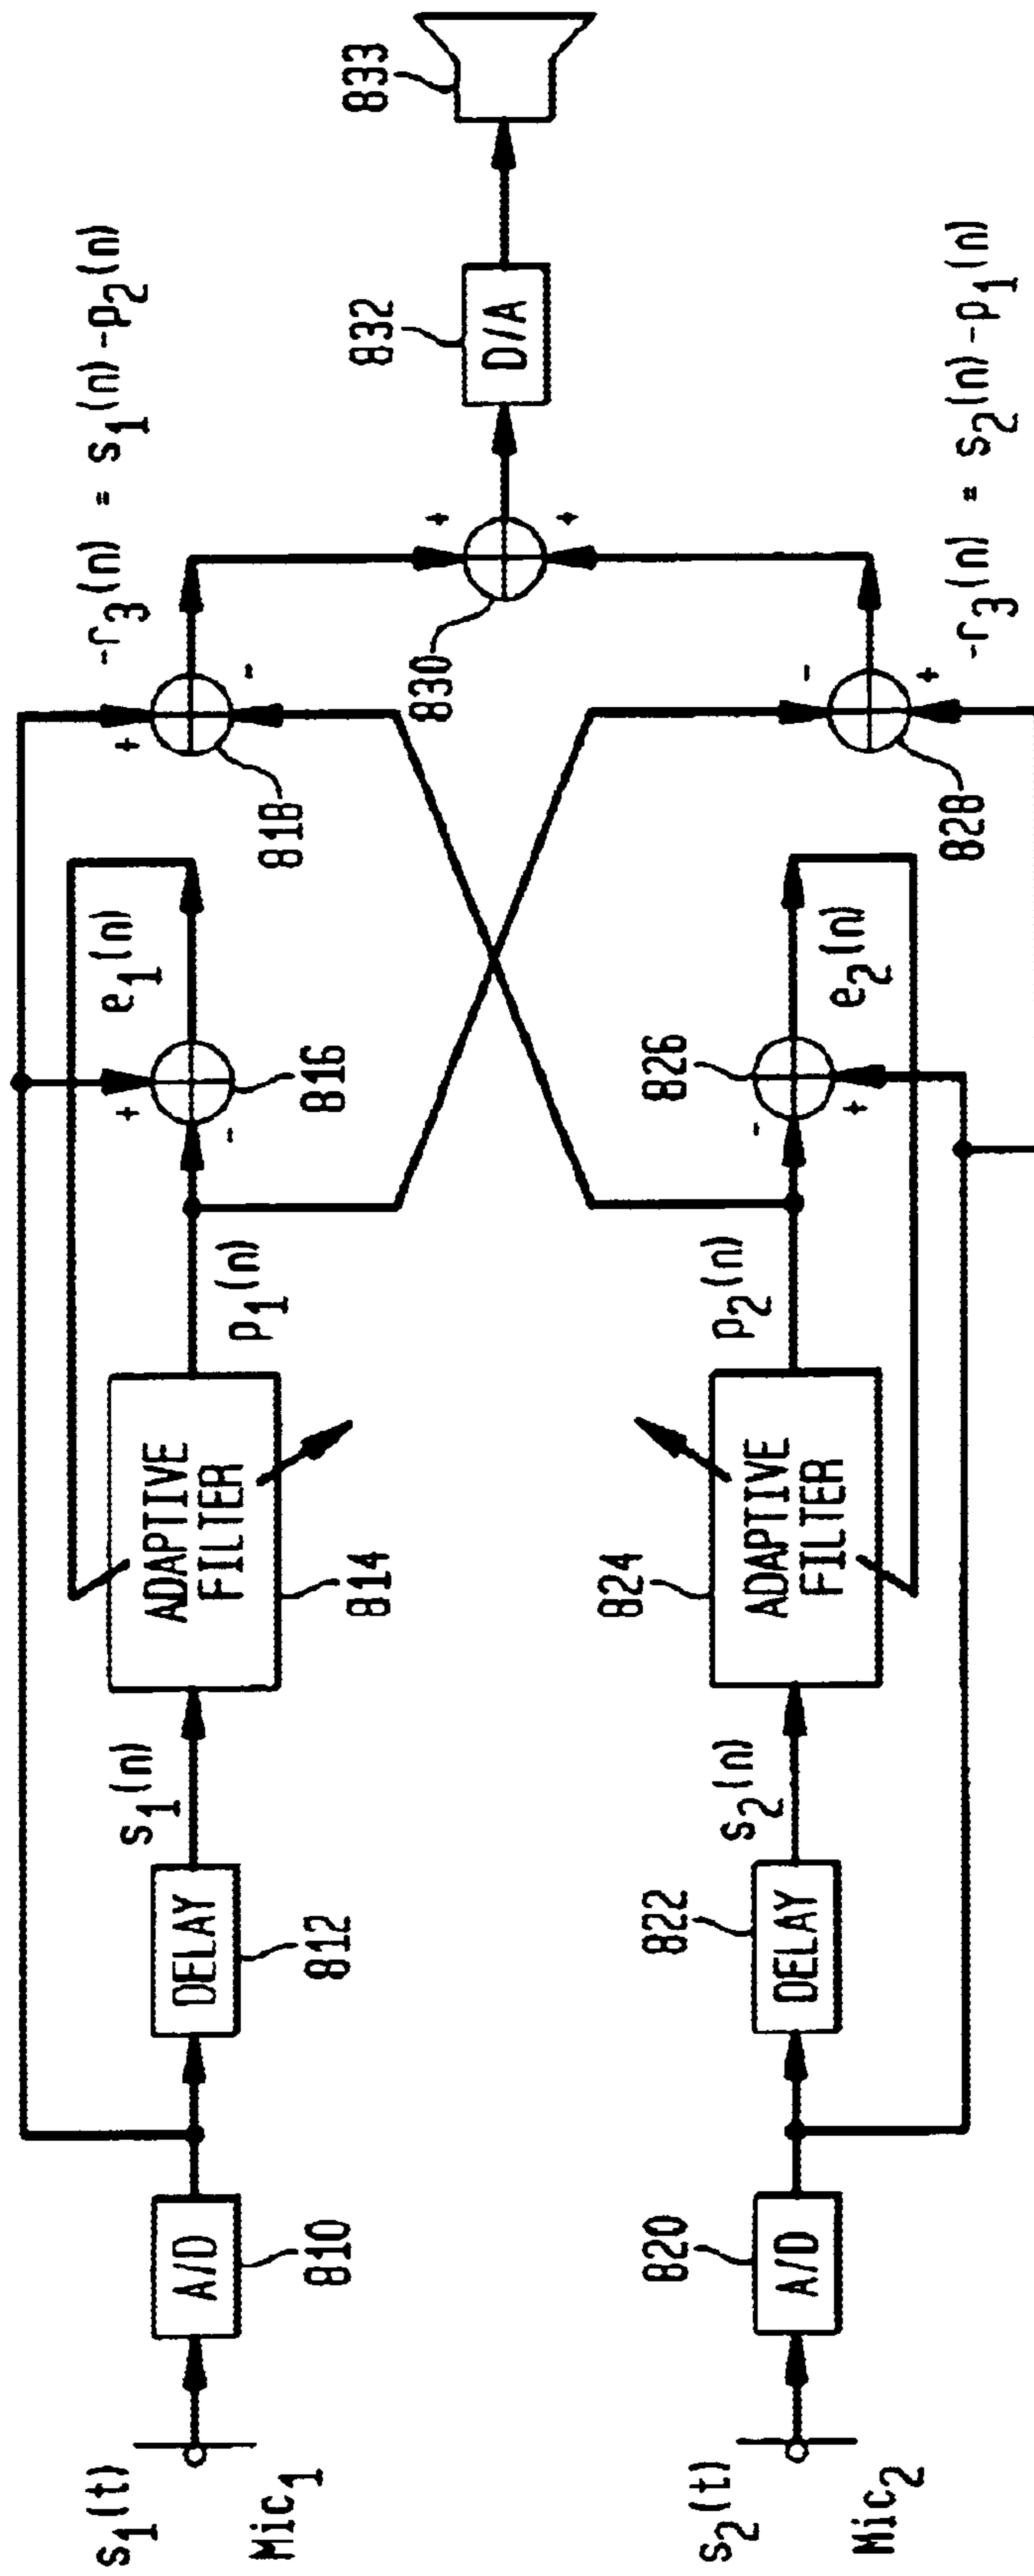 s1(t)
Mic1
A/D
810
DELAY
812
s1(n)
ADAPTIVE
FILTER
814
p1(n)
+
-
816
e1(n)
+
-
818
-r3(n) = s1(n)-p2(n)
s2(t)
Mic2
A/D
820
DELAY
822
s2(n)
ADAPTIVE
FILTER
824
p2(n)
-
+
826
e2(n)
-
+
828
-r3(n) = s2(n)-p1(n)
+
+
830
D/A
832
833